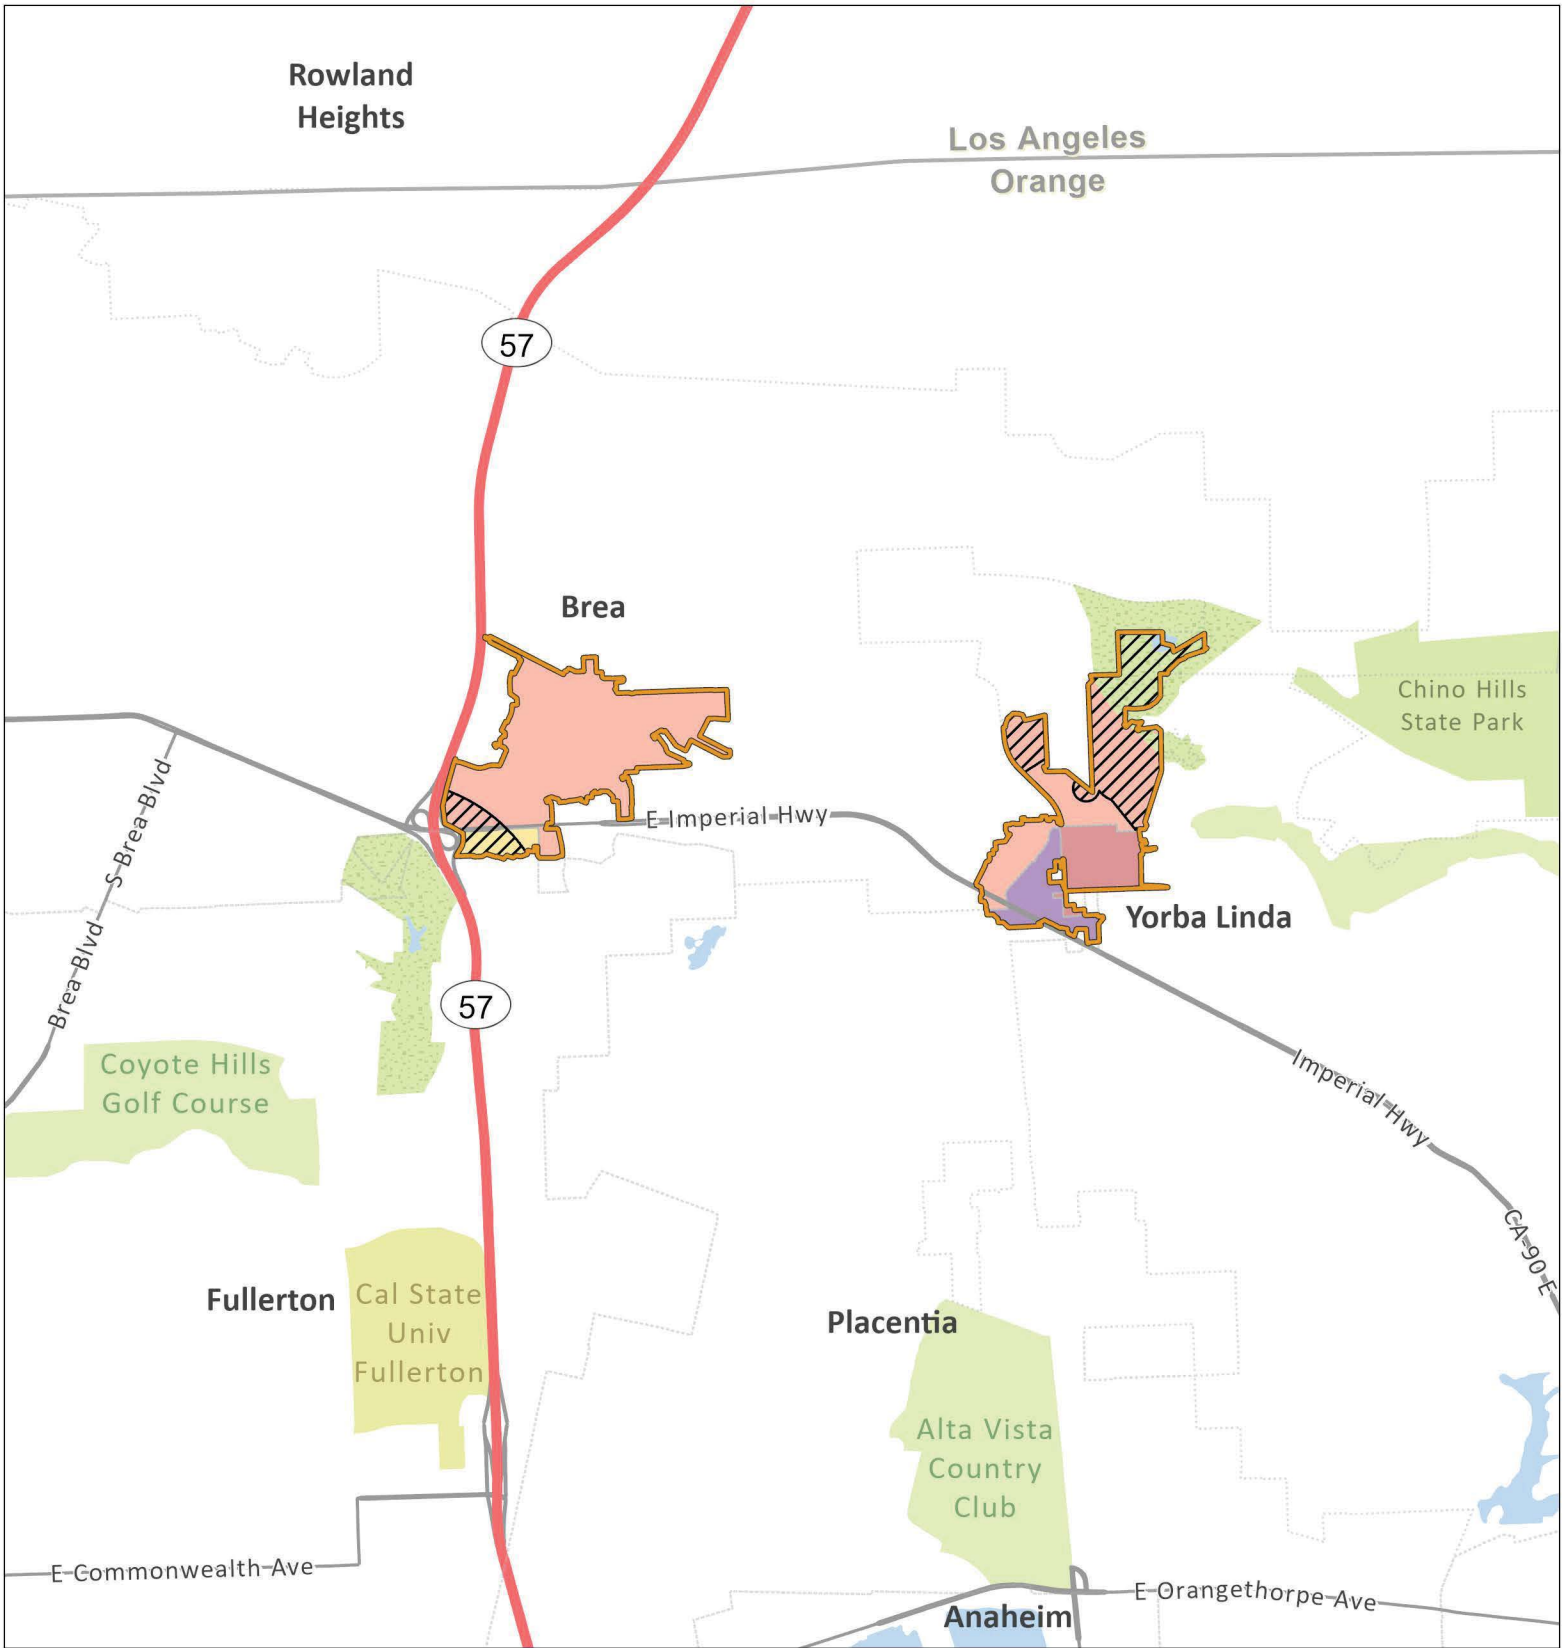 Rowland
Heights
Los Angeles
Orange
57
Brea
Chino Hills
State Park
S Brea Blvd
E Imperial Hwy
Yorba Linda
Brea Blvd
57
Coyote Hills
Golf Course
Imperial Hwy
CA-90 E
Fullerton
Cal State
Univ
Fullerton
Placentia
Alta Vista
Country
Club
E Commonwealth Ave
E Orangethorpe Ave
Anaheim